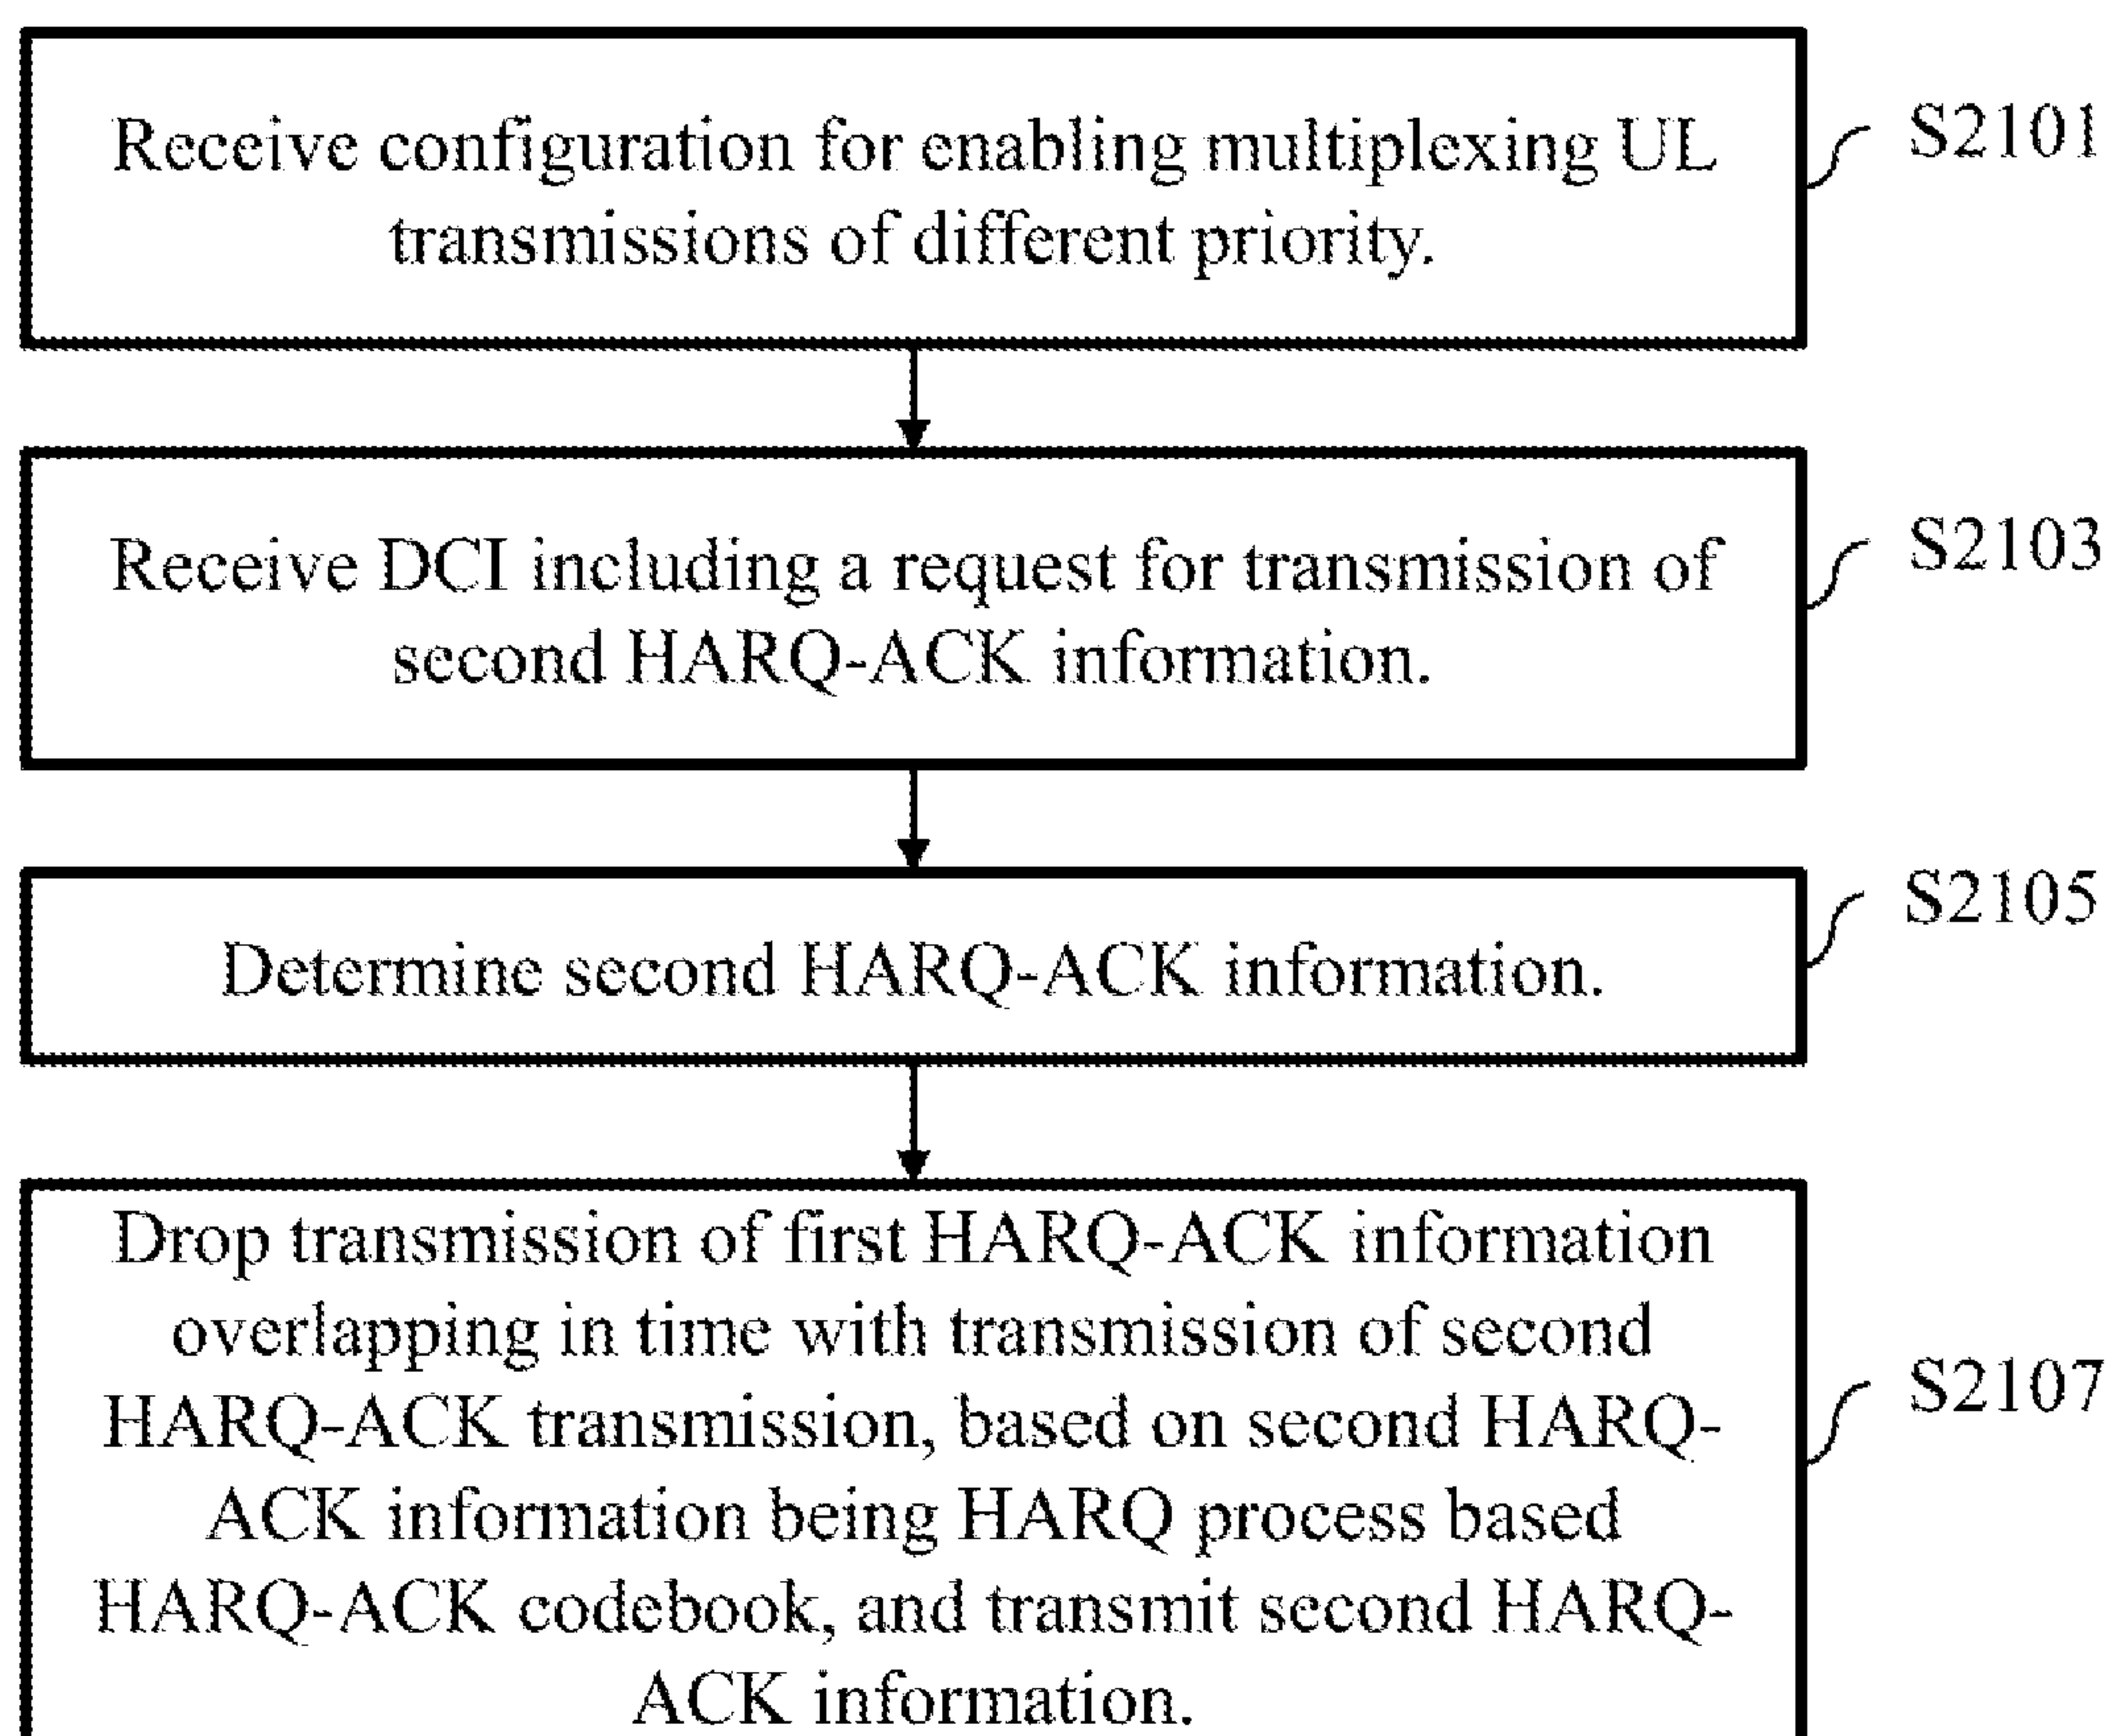 Receive configuration for enabling multiplexing UL
transmissions of different priority.
S2101
Receive DCI including a request for transmission of
second HARQ-ACK information.
S2103
Determine second HARQ-ACK information.
S2105
Drop transmission of first HARQ-ACK information
overlapping in time with transmission of second
HARQ-ACK transmission, based on second HARQ-
ACK information being HARQ process based
HARQ-ACK codebook, and transmit second HARQ-
ACK information.
S2107